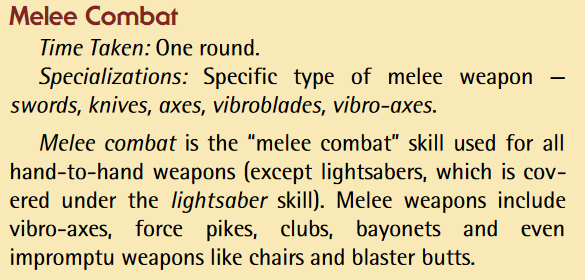 Melee Combat
Time Taken: One round.
Specializations: Specific type of melee weapon —
swords, knives, axes, vibroblades, vibro-axes.
Melee combat is the “melee combat” skill used for all
hand-to-hand weapons (except lightsabers, which is cov-
ered under the lightsaber skill). Melee weapons include
vibro-axes, force pikes, clubs, bayonets and even
impromptu weapons like chairs and blaster butts.